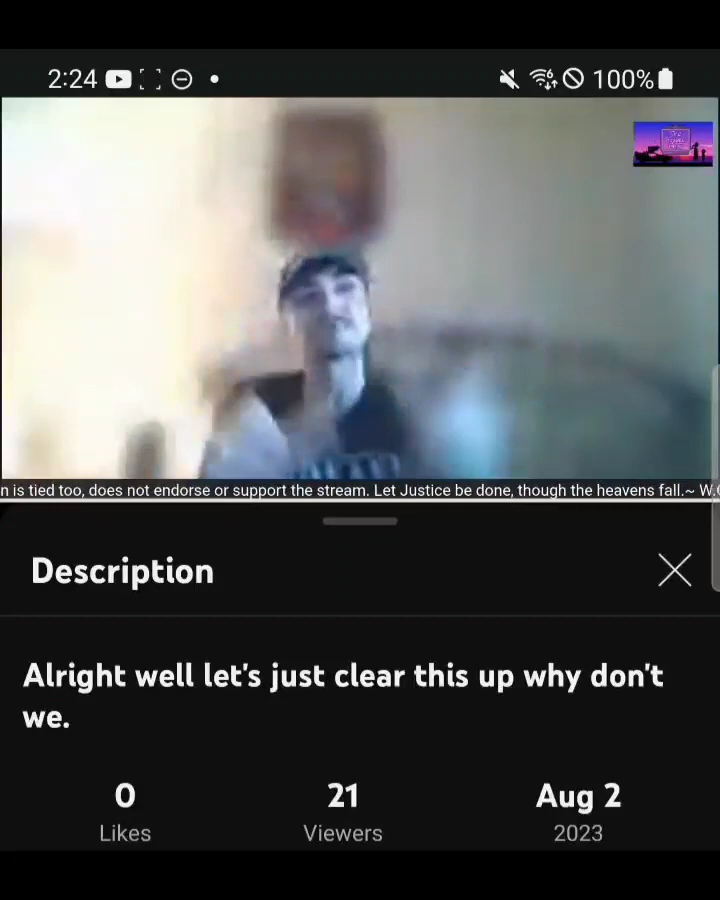 2:24
100%
n is tied too, does not endorse or support the stream. Let Justice be done, though the heavens fall.~ W.
Description
Alright well let's just clear this up why don't
we.
0 21 Aug 2
Likes Viewers 2023